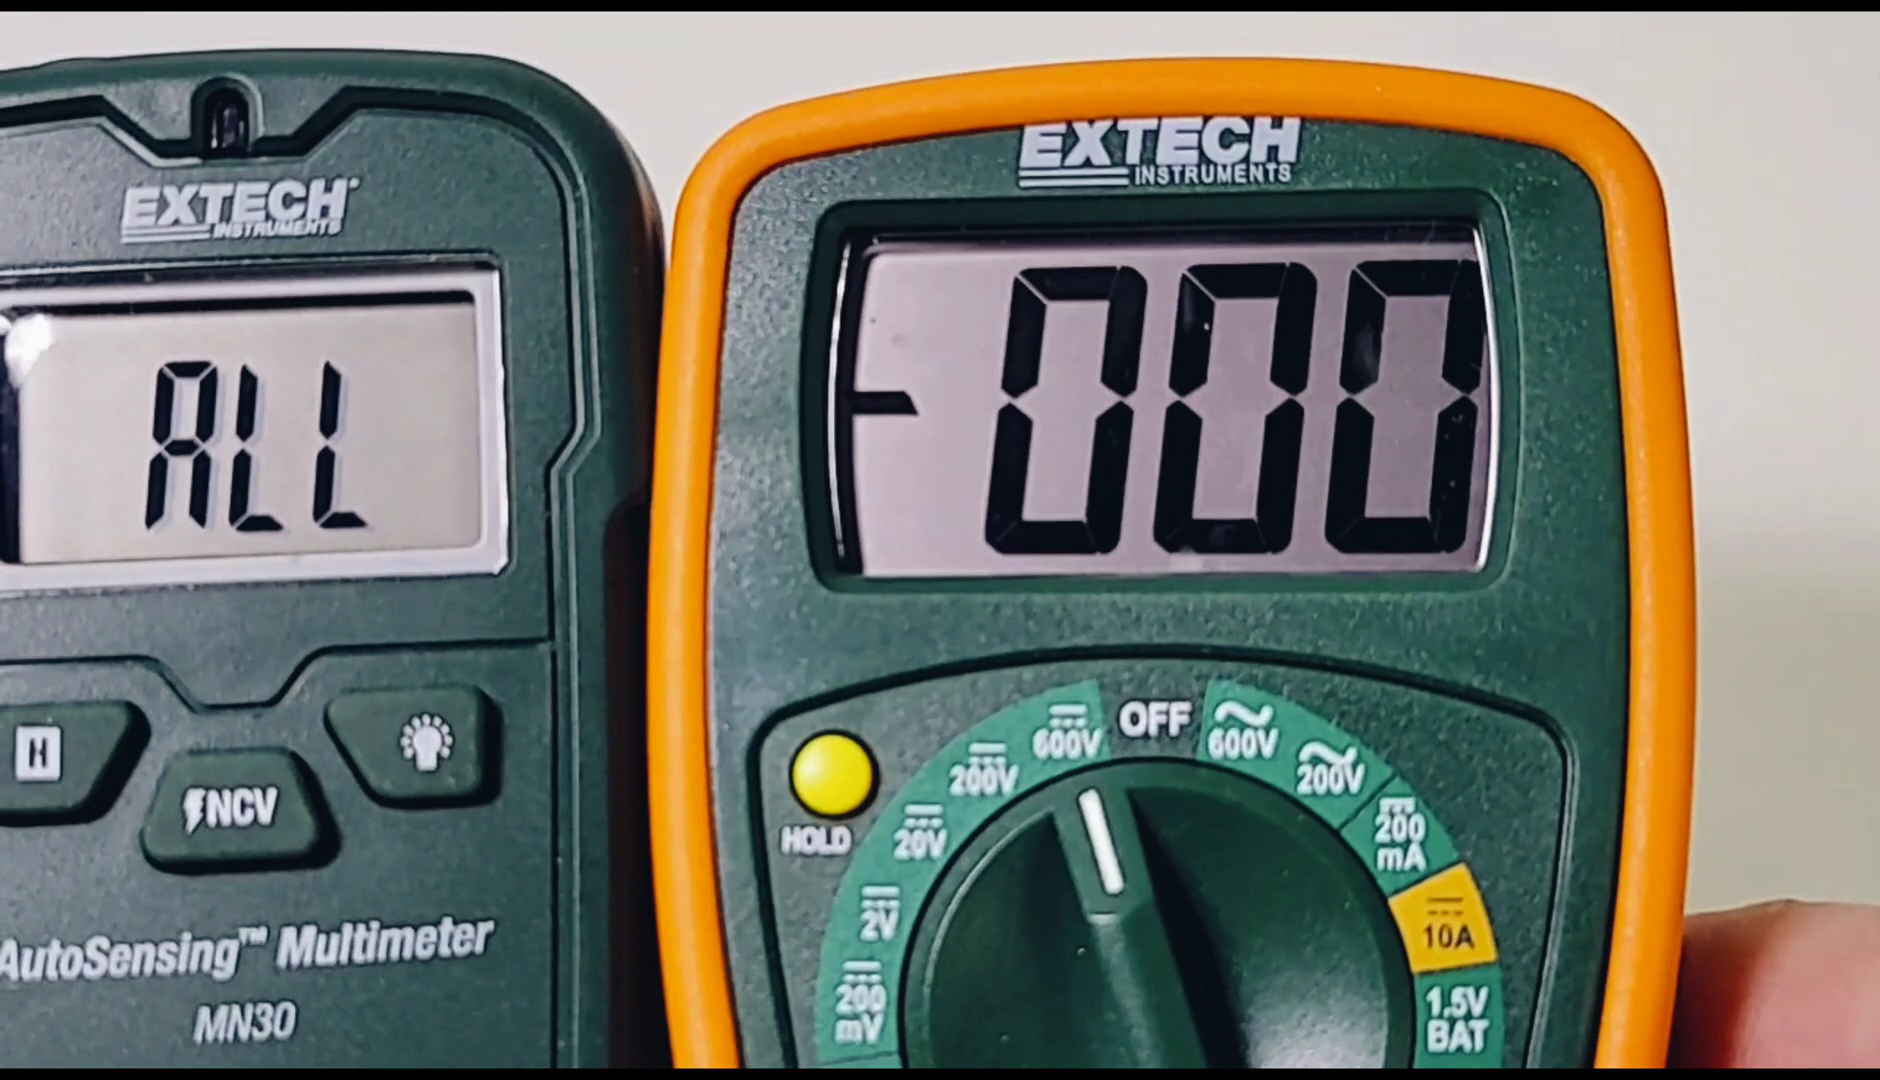 EXTECH
INSTRUMENTS
ALL
H
NCV
AutoSensing™ Multimeter
MN30
EXTECH
INSTRUMENTS
-000
OFF
HOLD
600V
200V
20V
2V
200
mV
600V
200V
200
mA
10A
1.5V
BAT